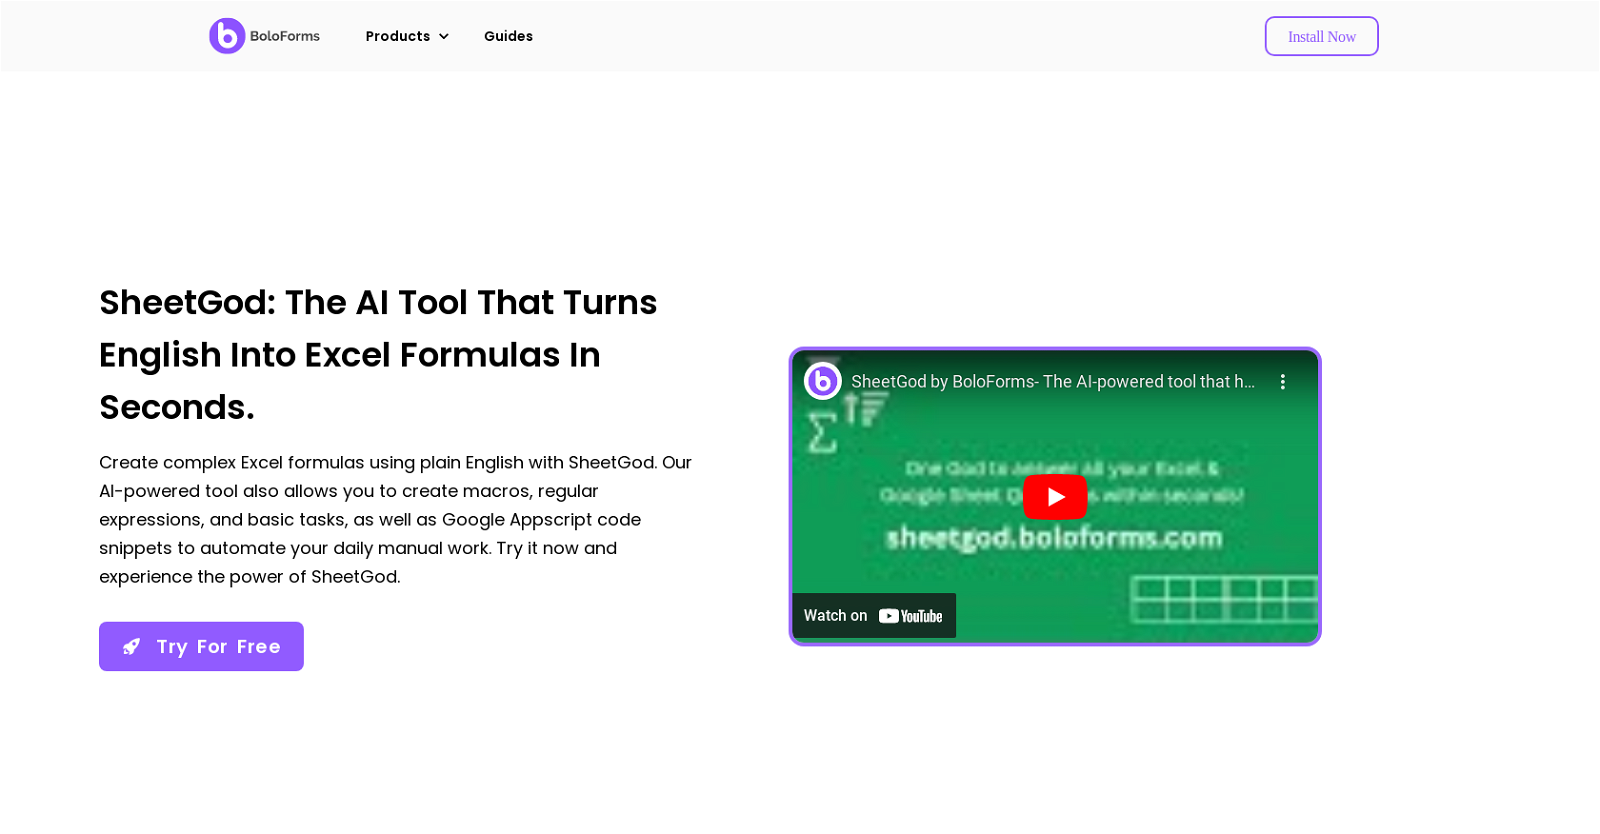 BoloForms
Products
Guides
Install Now
SheetGod: The AI Tool That Turns
English Into Excel Formulas In
Seconds.
Create complex Excel formulas using plain English with SheetGod. Our
AI-powered tool also allows you to create macros, regular
expressions, and basic tasks, as well as Google Appscript code
snippets to automate your daily manual work. Try it now and
experience the power of SheetGod.
Try For Free
SheetGod by BoloForms- The AI-powered tool that h...
One God to answer all your Excel &
Google Sheet within seconds!
sheetgod.boloforms.com
Watch on YouTube